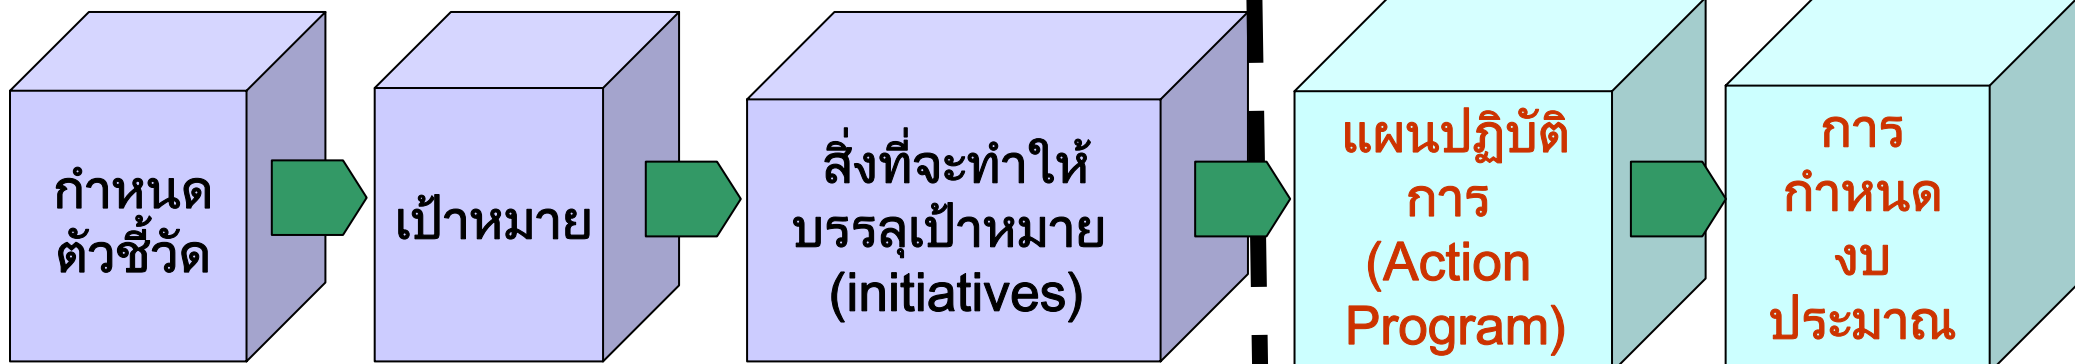 กำหนด
ตัวชี้วัด
เป้าหมาย
สิ่งที่จะทำให้
บรรลุเป้าหมาย
(initiatives)
แผนปฏิบัติ
การ
(Action
Program)
การ
กำหนด
งบ
ประมาณ